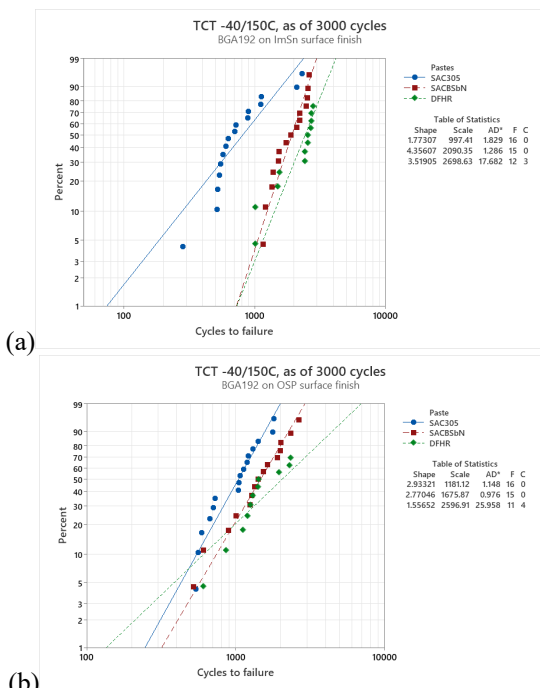 TCT -40/150C, as of 3000 cycles
BGA192 on ImSn surface finish
99
90
80
70
60
50
40
30
20
10
5
3
2
1
Percent
100
1000
10000
Cycles to failure
Pastes
SAC305
SACBSbN
DFHR
Table of Statistics
Shape Scale AD* F C
1.77307 997.41 1.829 16 0
4.35607 2090.35 1.286 15 0
3.51905 2698.63 17.682 12 3
(a)
TCT -40/150C, as of 3000 cycles
BGA192 on OSP surface finish
99
90
80
70
60
50
40
30
20
10
5
3
2
1
Percent
100
1000
10000
Cycles to failure
Paste
SAC305
SACBSbN
DFHR
Table of Statistics
Shape Scale AD* F C
2.93321 1181.12 1.148 16 0
2.77046 1675.87 0.976 15 0
1.55652 2596.91 25.958 11 4
(b)